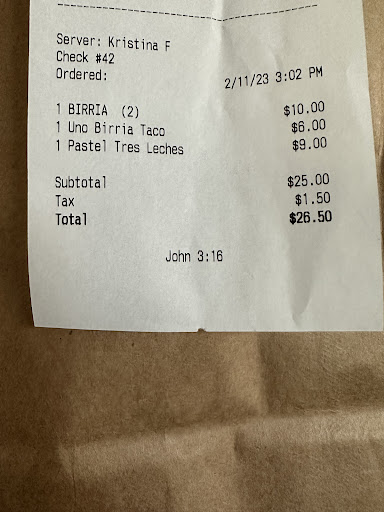 Server: Kristina F
Check #42
Ordered: 2/11/23 3:02 PM
1 BIRRIA (2) $10.00
1 Uno Birria Taco $6.00
1 Pastel Tres Leches $9.00
Subtotal $25.00
Tax $1.50
Total $26.50
John 3:16